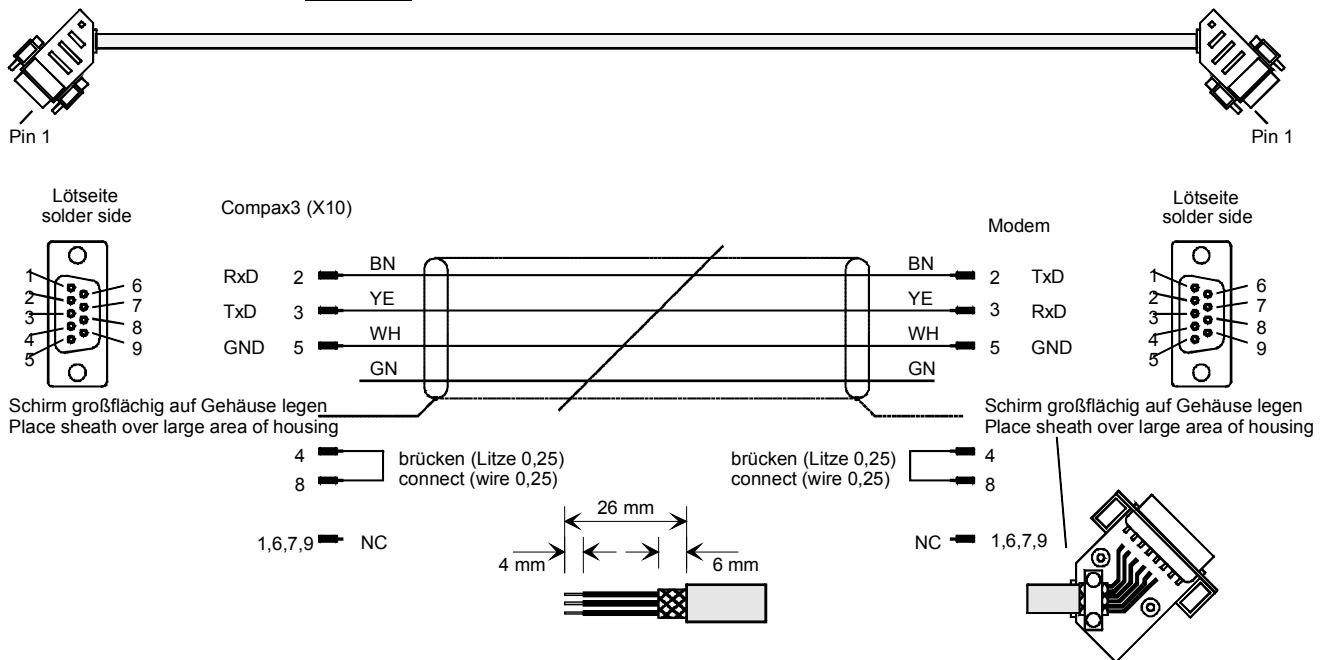 Pin 1
Pin 1
Lötseite
solder side
1
2
3
4
5
6
7
8
9
Compax3 (X10)
Modem
Lötseite
solder side
1
2
3
4
5
6
7
8
9
RxD 2 BN BN 2 TxD
TxD 3 YE YE 3 RxD
GND 5 WH WH 5 GND
GN GN
Schirm großflächig auf Gehäuse legen
Place sheath over large area of housing
Schirm großflächig auf Gehäuse legen
Place sheath over large area of housing
4
8
brücken (Litze 0,25)
connect (wire 0,25)
brücken (Litze 0,25)
connect (wire 0,25)
4
8
1,6,7,9 NC
NC 1,6,7,9
26 mm
4 mm
6 mm